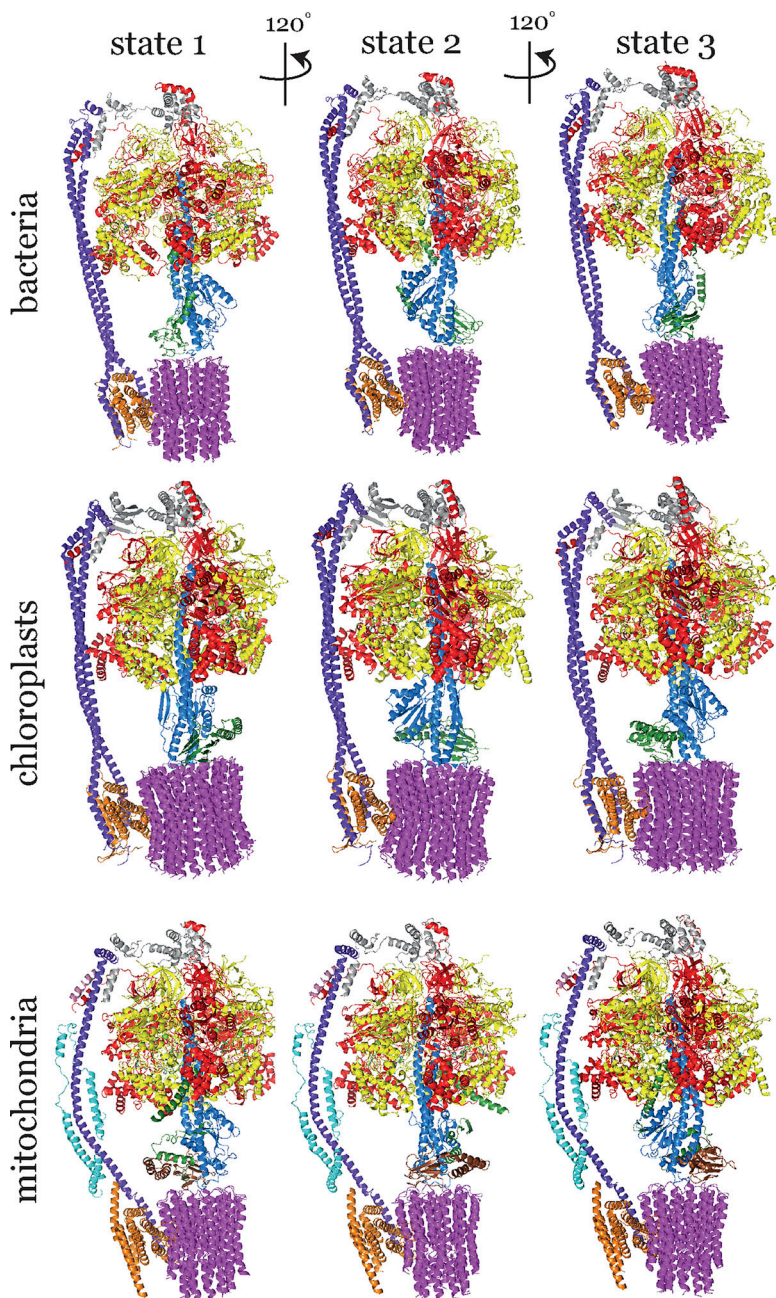 state 1
120°
state 2
120°
state 3
bacteria
chloroplasts
mitochondria